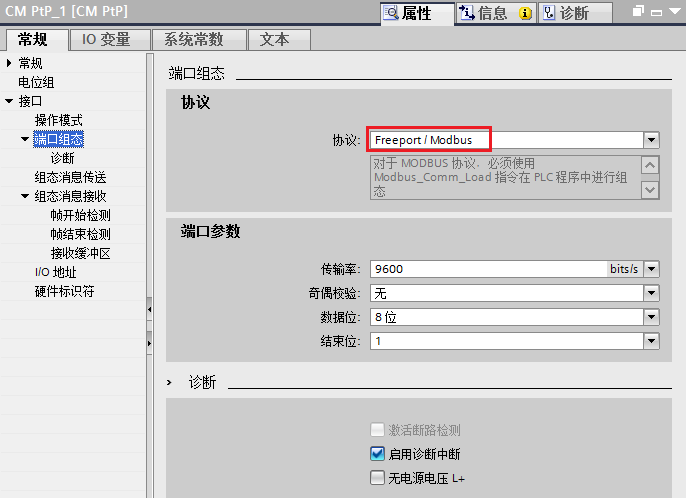 CM PtP_1 [CM PtP]
属性
信息
诊断
常规
IO 变量
系统常数
文本
常规
电位组
接口
操作模式
端口组态
诊断
组态消息传送
组态消息接收
帧开始检测
帧结束检测
接收缓冲区
I/O 地址
硬件标识符
端口组态
协议
协议: Freeport / Modbus
对于 MODBUS 协议, 必须使用
Modbus_Comm_Load 指令在 PLC 程序中进行组
态
端口参数
传输率: 9600 bits/s
奇偶校验: 无
数据位: 8 位
结束位: 1
诊断
激活断路检测
启用诊断中断
无电源电压 L+